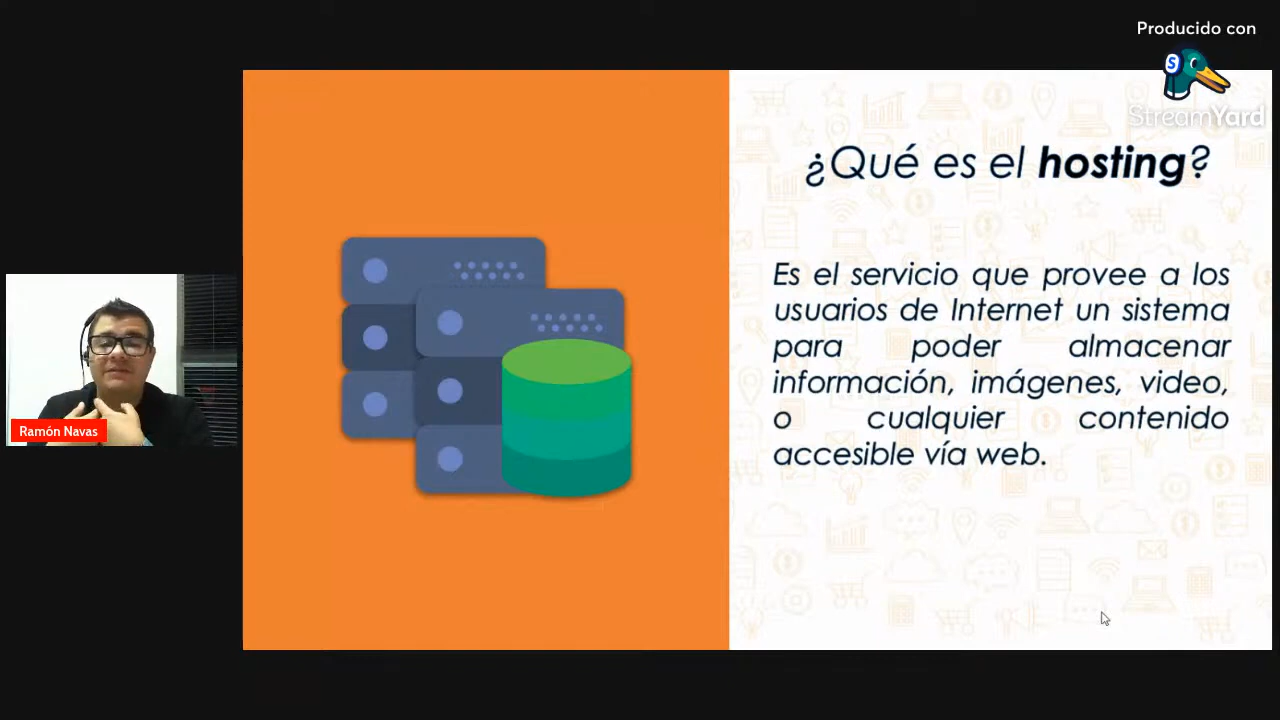 Producido con
StreamYard
¿Qué es el hosting?
Es el servicio que provee a los
usuarios de Internet un sistema
para poder almacenar
información, imágenes, video,
o cualquier contenido
accesible vía web.
Ramón Navas